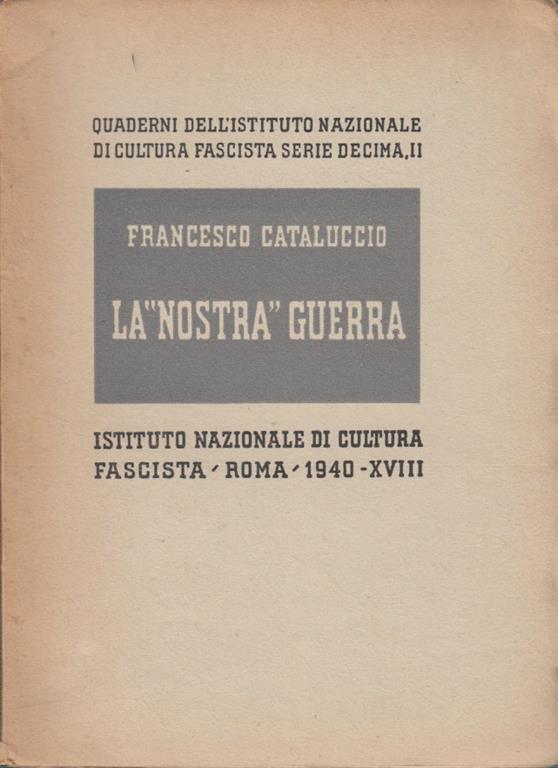 QUADERNI DELL'ISTITUTO NAZIONALE
DI CULTURA FASCISTA SERIE DECIMA, II
FRANCESCO CATALUCCIO
LA "NOSTRA" GUERRA
ISTITUTO NAZIONALE DI CULTURA
FASCISTA ′ ROMA ′ 1940 - XVIII